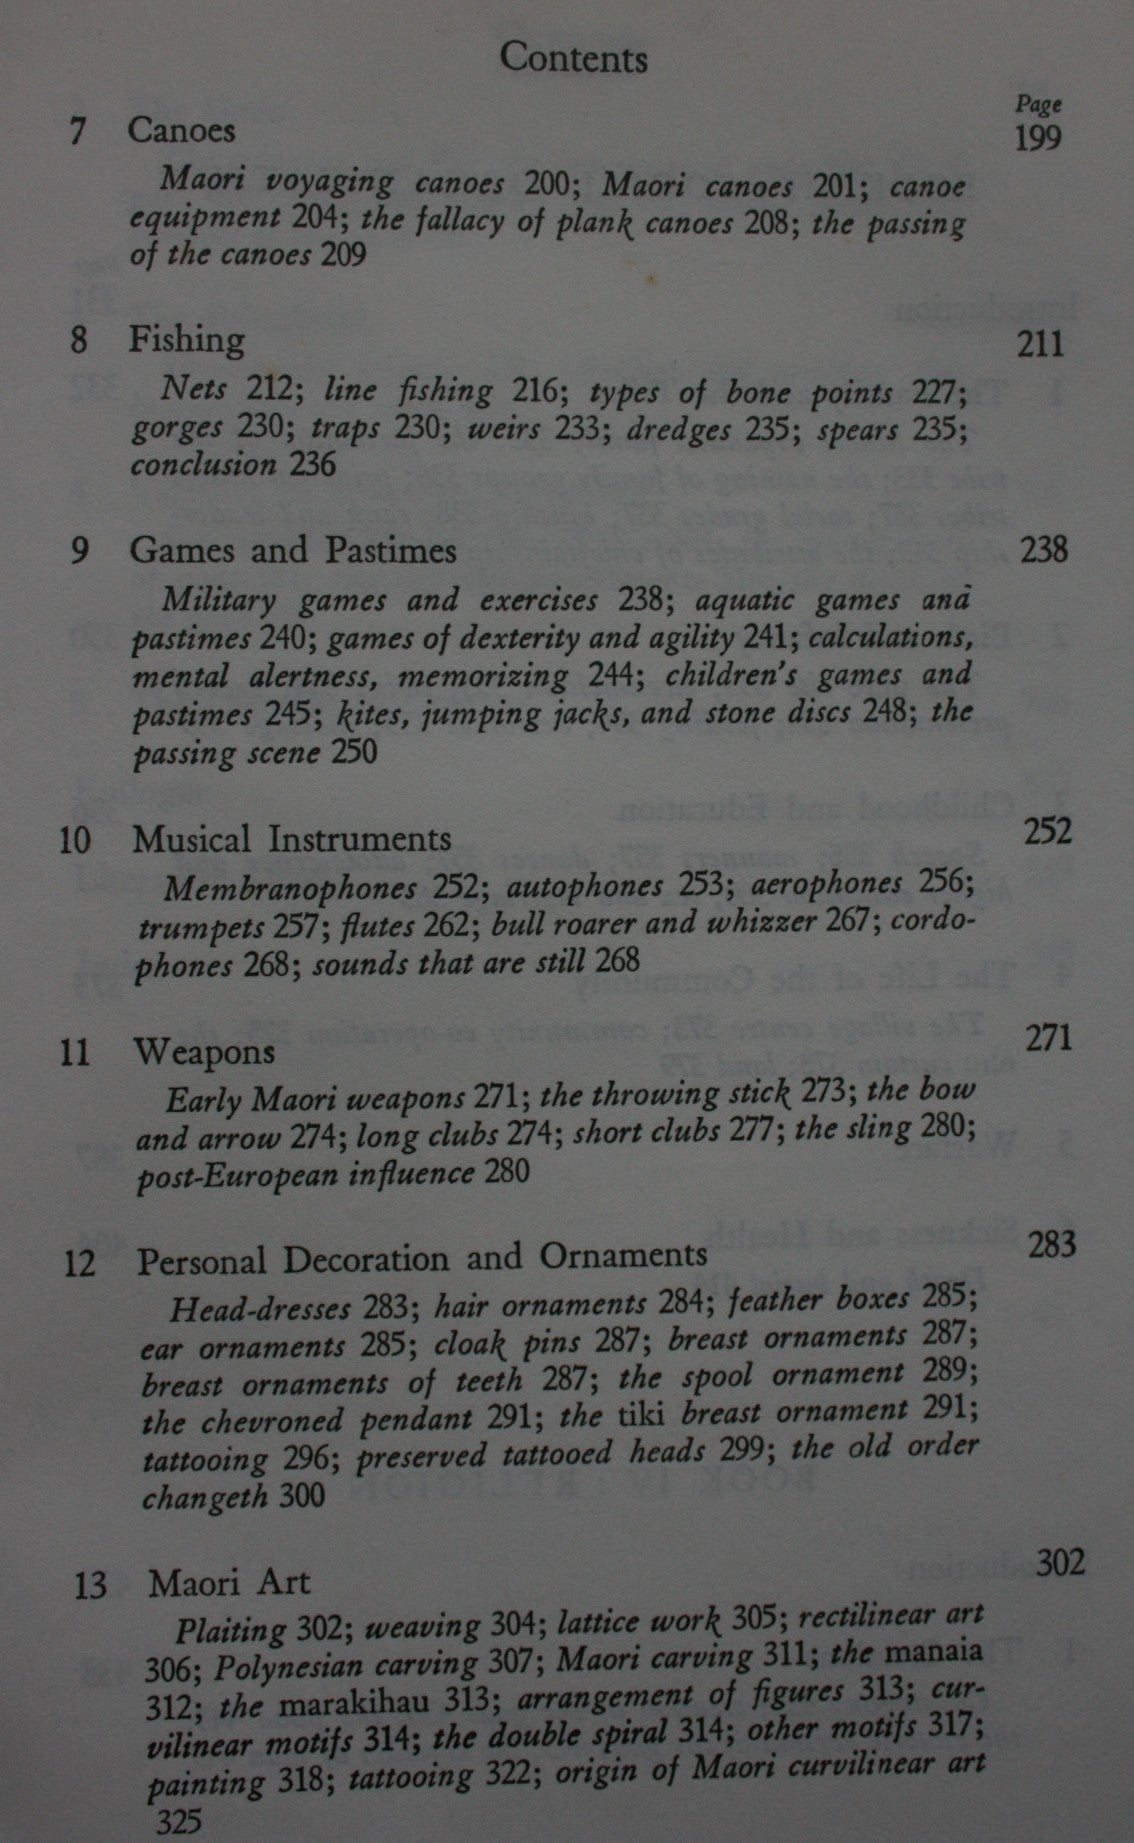 Contents
Page
7 Canoes 199
Maori voyaging canoes 200; Maori canoes 201; canoe
equipment 204; the fallacy of plank canoes 208; the passing
of the canoes 209
8 Fishing 211
Nets 212; line fishing 216; types of bone points 227;
gorges 230; traps 230; weirs 233; dredges 235; spears 235;
conclusion 236
9 Games and Pastimes 238
Military games and exercises 238; aquatic games and
pastimes 240; games of dexterity and agility 241; calculations,
mental alertness, memorizing 244; children's games and
pastimes 245; kites, jumping jacks, and stone discs 248; the
passing scene 250
10 Musical Instruments 252
Membranophones 252; autophones 253; aerophones 256;
trumpets 257; flutes 262; bull roarer and whizzer 267; cordo-
phones 268; sounds that are still 268
11 Weapons 271
Early Maori weapons 271; the throwing stick 273; the bow
and arrow 274; long clubs 274; short clubs 277; the sling 280;
post-European influence 280
12 Personal Decoration and Ornaments 283
Head-dresses 283; hair ornaments 284; feather boxes 285;
ear ornaments 285; cloak pins 287; breast ornaments 287;
breast ornaments of teeth 287; the spool ornament 289;
the chevroned pendant 291; the tiki breast ornament 291;
tattooing 296; preserved tattooed heads 299; the old order
changeth 300
13 Maori Art 302
Plaiting 302; weaving 304; lattice work 305; rectilinear art
306; Polynesian carving 307; Maori carving 311; the manaia
312; the marakihau 313; arrangement of figures 313; cur-
vilinear motifs 314; the double spiral 314; other motifs 317;
painting 318; tattooing 322; origin of Maori curvilinear art
325